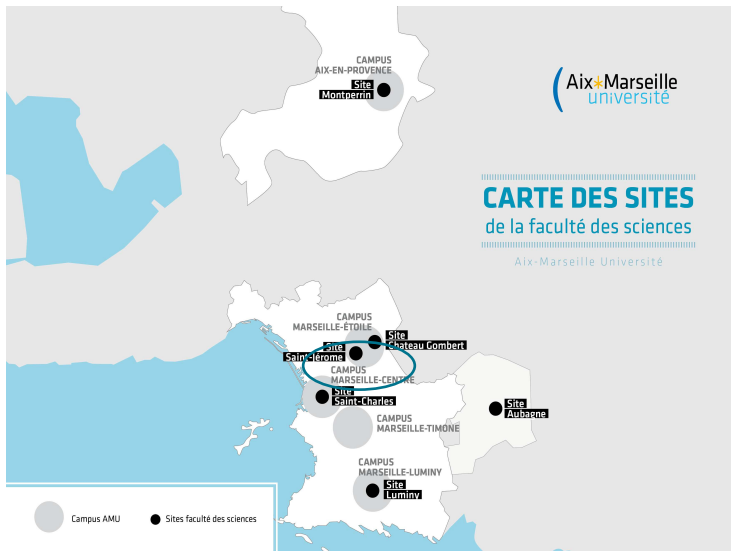 CAMPUS
AIX-EN-PROVENCE
Site
Montperrin
Aix*Marseille
université
CARTE DES SITES
de la faculté des sciences
Aix-Marseille Université
CAMPUS
MARSEILLE-ÉTOILE
Site
Chateau Gombert
Site
Saint-Jérome
CAMPUS
MARSEILLE-CENTRE
Site
Saint-Charles
CAMPUS
MARSEILLE-TIMONE
Site
Aubagne
CAMPUS
MARSEILLE-LUMINY
Site
Luminy
Campus AMU
Sites faculté des sciences